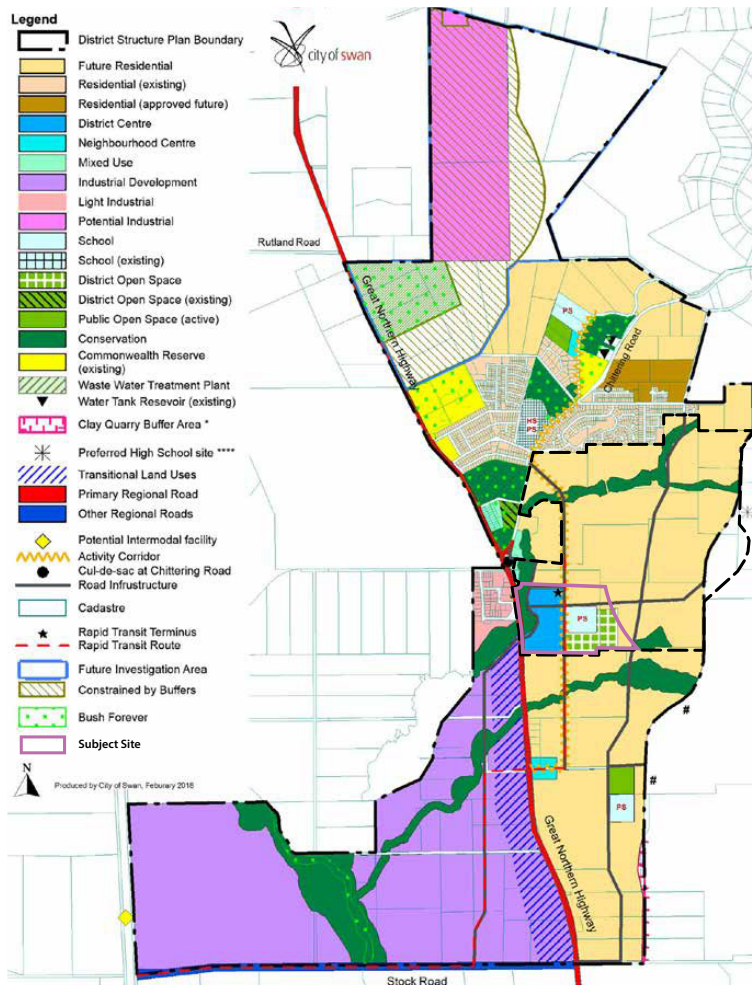 Legend
District Structure Plan Boundary
Future Residential
Residential (existing)
Residential (approved future)
District Centre
Neighbourhood Centre
Mixed Use
Industrial Development
Light Industrial
Potential Industrial
School
School (existing)
District Open Space
District Open Space (existing)
Public Open Space (active)
Conservation
Commonwealth Reserve
(existing)
Waste Water Treatment Plant
Water Tank Resevoir (existing)
Clay Quarry Buffer Area *
Preferred High School site ****
Transitional Land Uses
Primary Regional Road
Other Regional Roads
Potential Intermodal facility
Activity Corridor
Cul-de-sac at Chittering Road
Road Infrustructure
Cadastre
Rapid Transit Terminus
Rapid Transit Route
Future Investigation Area
Constrained by Buffers
Bush Forever
Subject Site
N
Produced by City of Swan, Feburary 2018
city of swan
Rutland Road
Great Northern Highway
PS
Chittering Road
HS
PS
PS
#
#
PS
Great Northern Highway
Stock Road